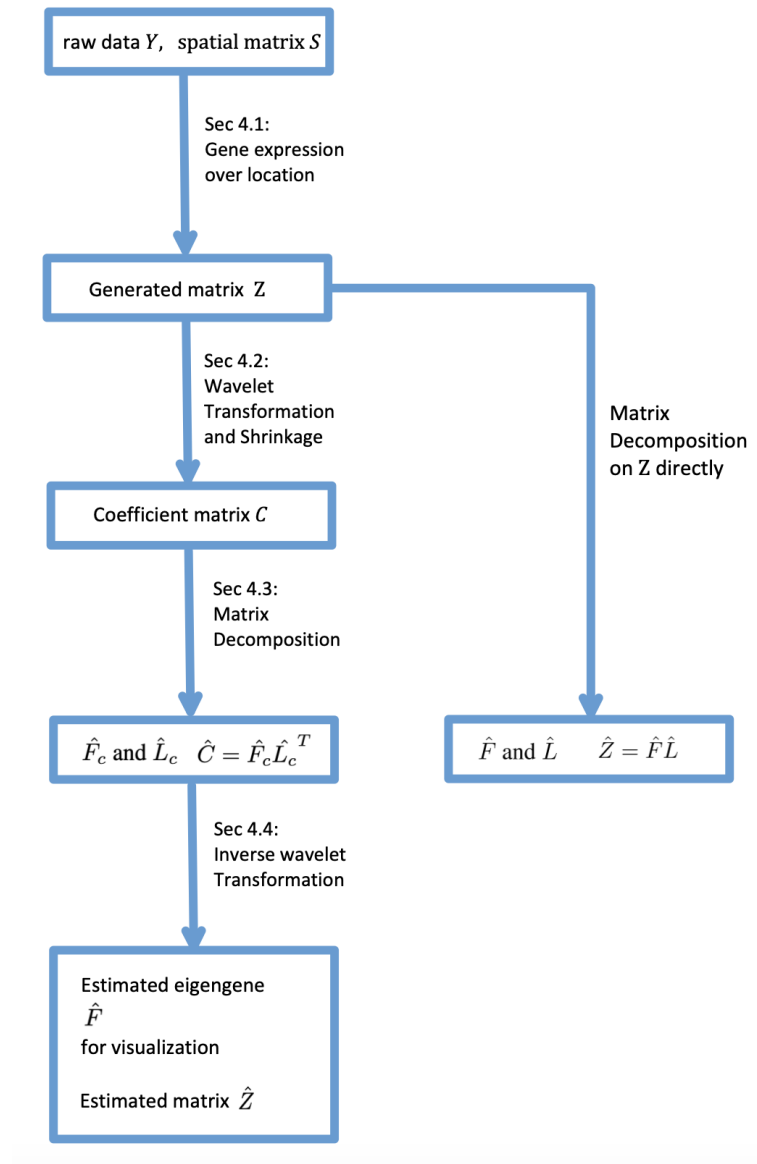 raw data Y, spatial matrix S
Sec 4.1:
Gene expression
over location
Generated matrix Z
Sec 4.2:
Wavelet
Transformation
and Shrinkage
Matrix
Decomposition
on Z directly
Coefficient matrix C
Sec 4.3:
Matrix
Decomposition
F̂_c and L̂_c Ĉ = F̂_c L̂_c^T
F̂ and L̂ Ẑ = F̂L̂
Sec 4.4:
Inverse wavelet
Transformation
Estimated eigengene
F̂
for visualization
Estimated matrix Ẑ